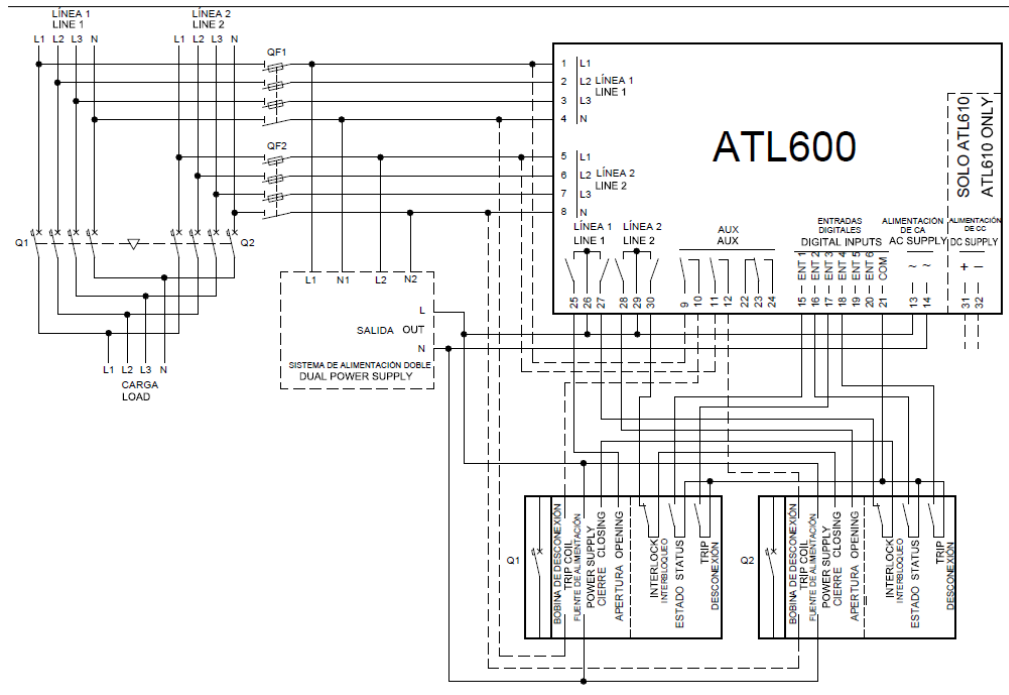 LÍNEA 1
LINE 1
L1 L2 L3 N
LÍNEA 2
LINE 2
L1 L2 L3 N
QF1
1 L1
2 L2
3 L3
4 N
LÍNEA 1
LINE 1
QF2
5 L1
6 L2
7 L3
8 N
LÍNEA 2
LINE 2
ATL600
SOLO ATL610
ATL610 ONLY
Q1
Q2
LÍNEA 1
LINE 1
LÍNEA 2
LINE 2
AUX
AUX
ENTRADAS
DIGITALES
DIGITAL INPUTS
ALIMENTACIÓN
DE CA
AC SUPPLY
ALIMENTACIÓN
DE CC
DC SUPPLY
ENT 1
ENT 2
ENT 3
ENT 4
ENT 5
ENT 6
COM
~ ~
+ –
25 26 27 28 29 30 9 10 11 12 22 23 24 15 16 17 18 19 20 21 13 14 31 32
L1 N1 L2 N2
L
SALIDA OUT
N
SISTEMA DE ALIMENTACIÓN DOBLE
DUAL POWER SUPPLY
L1 L2 L3 N
CARGA
LOAD
Q1
BOBINA DE DESCONEXIÓN
TRIP COIL
FUENTE DE ALIMENTACIÓN
POWER SUPPLY
CIERRE CLOSING
APERTURA OPENING
INTERLOCK
INTERBLOQUEO
ESTADO STATUS
TRIP
DESCONEXIÓN
Q2
BOBINA DE DESCONEXIÓN
TRIP COIL
FUENTE DE ALIMENTACIÓN
POWER SUPPLY
CIERRE CLOSING
APERTURA OPENING
INTERLOCK
INTERBLOQUEO
ESTADO STATUS
TRIP
DESCONEXIÓN